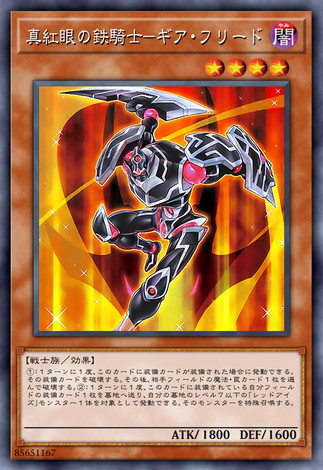 真紅眼の鉄騎士－ギア・フリード
闇
やみ
【戦士族／効果】
①：１ターンに１度、このカードに装備カードが装備された場合に発動できる。
その装備カードを破壊する。その後、相手フィールドの魔法・罠カード１枚を選
んで破壊できる。②：１ターンに１度、このカードに装備されている自分フィール
ドの装備カード１枚を墓地へ送り、自分の墓地のレベル７以下の「レッドアイ
ズ」モンスター１体を対象として発動できる。そのモンスターを特殊召喚する。
ATK/1800 DEF/1600
85651167